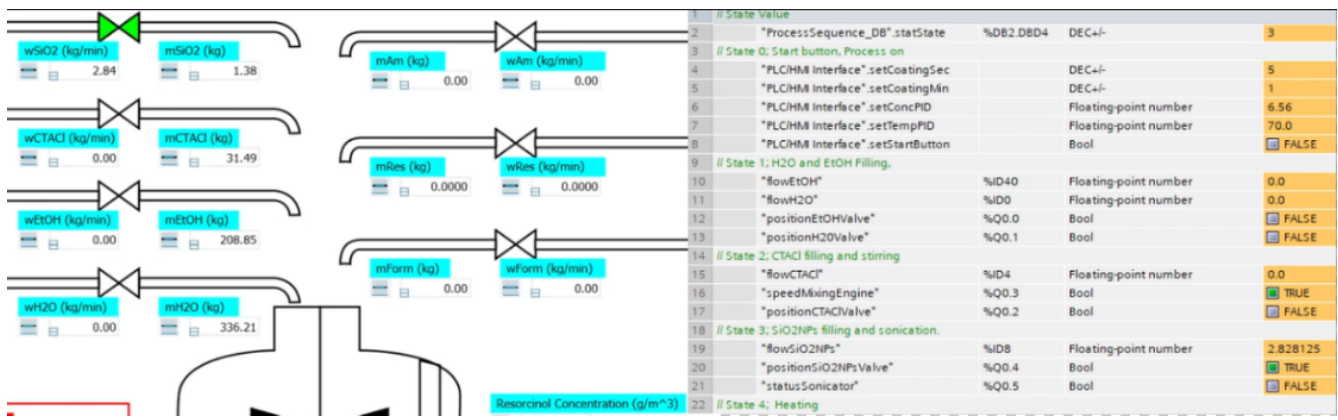 wSiO2 (kg/min) mSiO2 (kg)
2.84 1.38
wCTACl (kg/min) mCTACl (kg)
0.00 31.49
wEtOH (kg/min) mEtOH (kg)
0.00 208.85
wH2O (kg/min) mH2O (kg)
0.00 336.21
mAm (kg) wAm (kg/min)
0.00 0.00
mRes (kg) wRes (kg/min)
0.0000 0.0000
mForm (kg) wForm (kg/min)
0.00 0.00
Resorcinol Concentration (g/m^3)
1 // State Value
2 "ProcessSequence_DB".statState %DB2.DBD4 DEC+/- 3
3 // State 0; Start button, Process on
4 "PLC/HMI Interface".setCoatingSec DEC+/- 5
5 "PLC/HMI Interface".setCoatingMin DEC+/- 1
6 "PLC/HMI Interface".setConcPID Floating-point number 6.56
7 "PLC/HMI Interface".setTempPID Floating-point number 70.0
8 "PLC/HMI Interface".setStartButton Bool FALSE
9 // State 1; H2O and EtOH Filling,
10 "flowEtOH" %ID40 Floating-point number 0.0
11 "flowH2O" %ID0 Floating-point number 0.0
12 "positionEtOHValve" %Q0.0 Bool FALSE
13 "positionH20Valve" %Q0.1 Bool FALSE
14 // State 2; CTACl filling and stirring
15 "flowCTACl" %ID4 Floating-point number 0.0
16 "speedMixingEngine" %Q0.3 Bool TRUE
17 "positionCTAClValve" %Q0.2 Bool FALSE
18 // State 3; SiO2NPs filling and sonication.
19 "flowSiO2NPs" %ID8 Floating-point number 2.828125
20 "positionSiO2NPsValve" %Q0.4 Bool TRUE
21 "statusSonicator" %Q0.5 Bool FALSE
22 // State 4; Heating